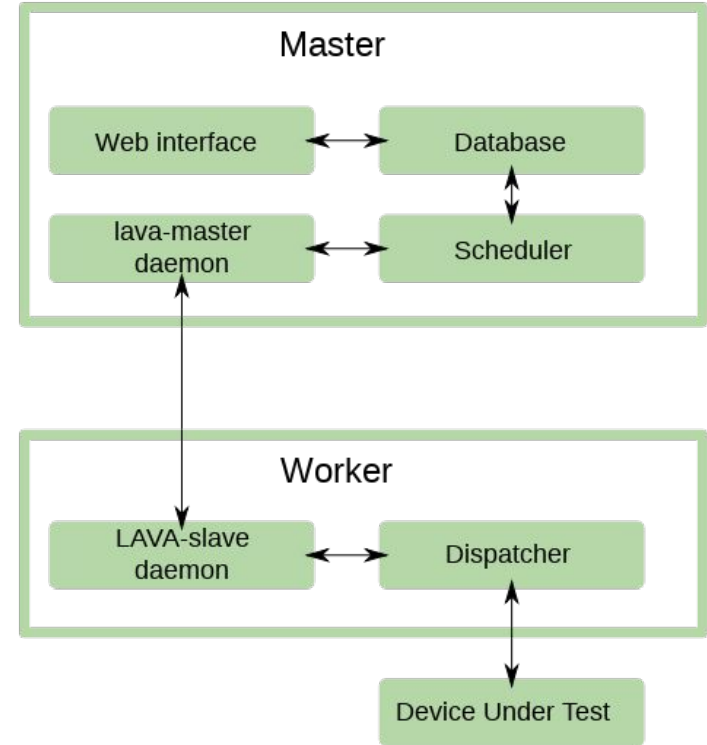 Master
Web interface
Database
lava-master
daemon
Scheduler
Worker
LAVA-slave
daemon
Dispatcher
Device Under Test